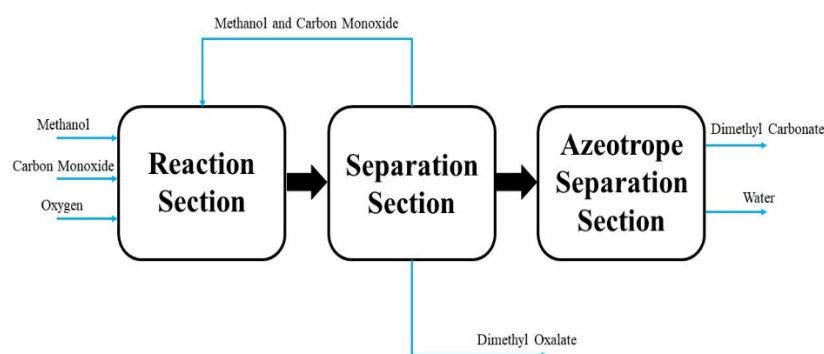 Methanol and Carbon Monoxide
Methanol
Carbon Monoxide
Oxygen
Reaction
Section
Separation
Section
Azeotrope
Separation
Section
Dimethyl Carbonate
Water
Dimethyl Oxalate